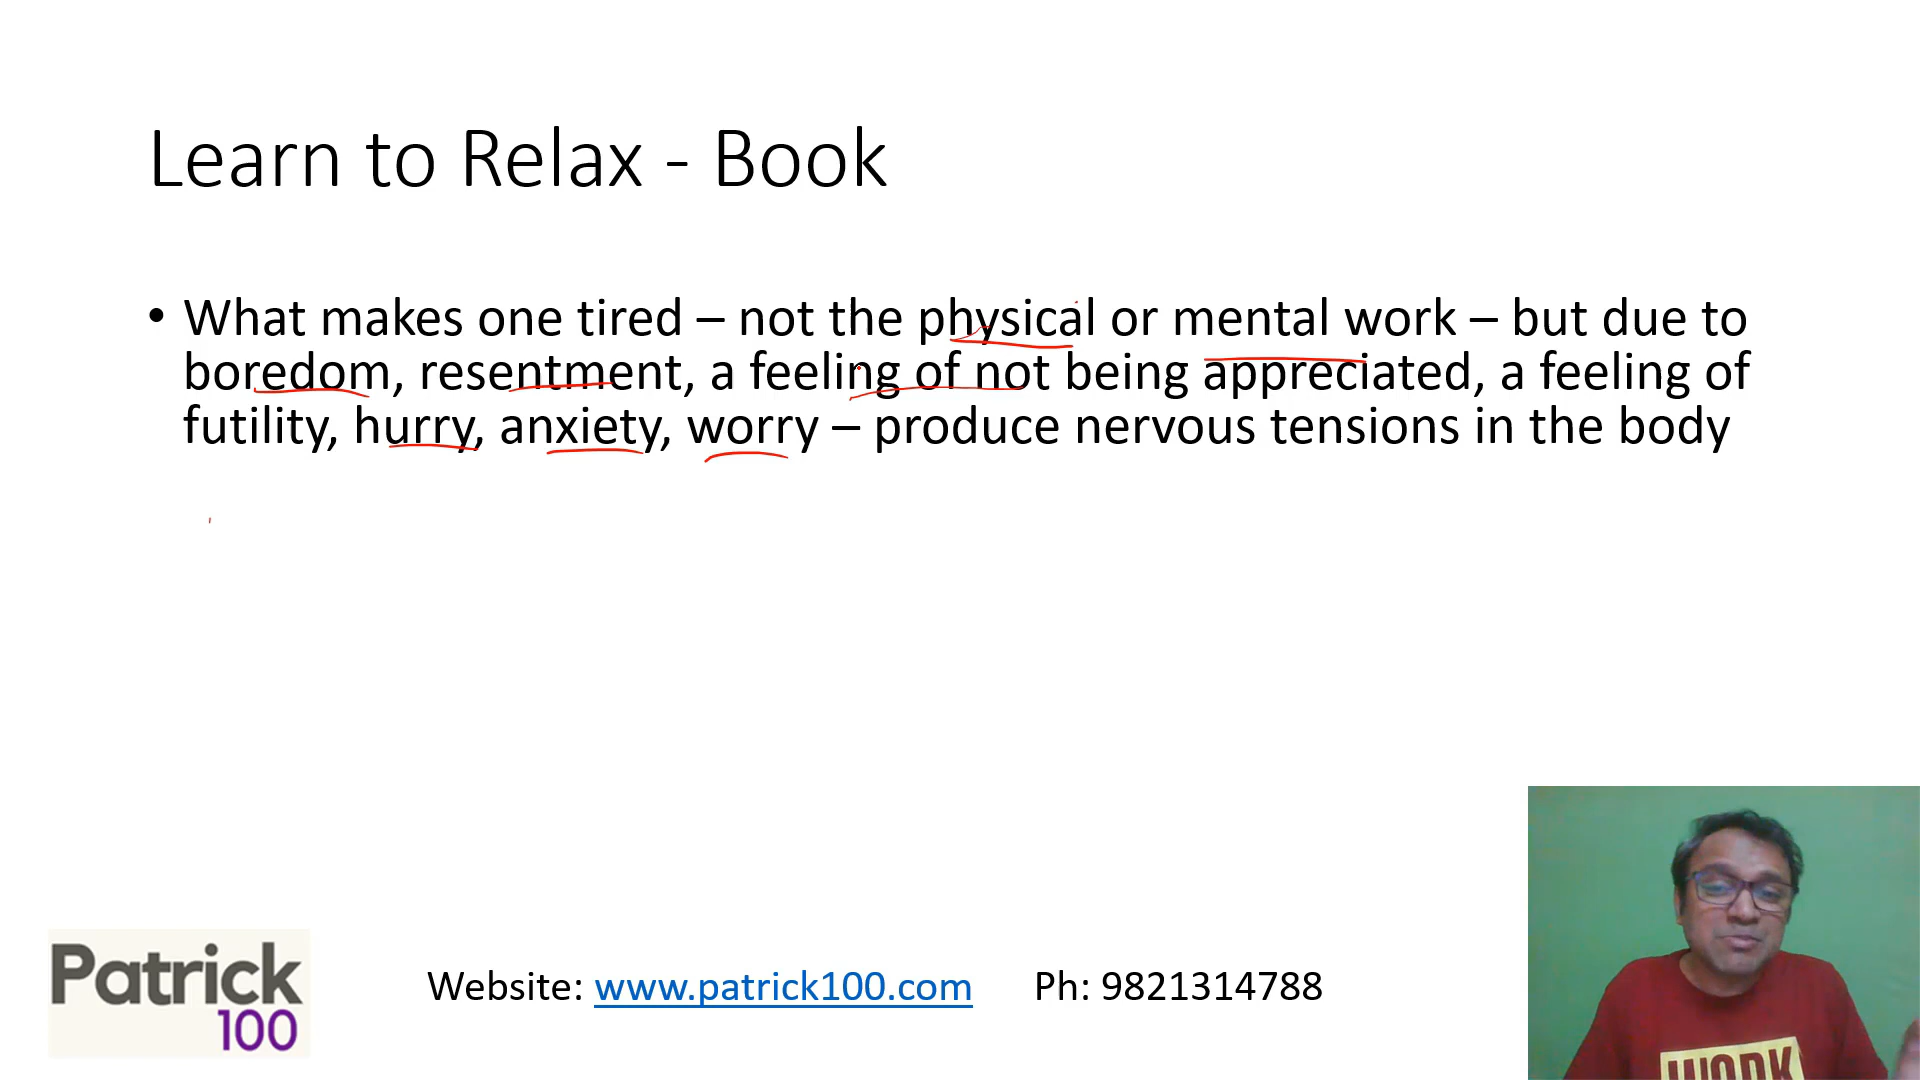 Learn to Relax - Book
• What makes one tired – not the physical or mental work – but due to
boredom, resentment, a feeling of not being appreciated, a feeling of
futility, hurry, anxiety, worry – produce nervous tensions in the body
Patrick
100
Website: www.patrick100.com Ph: 9821314788
WORK